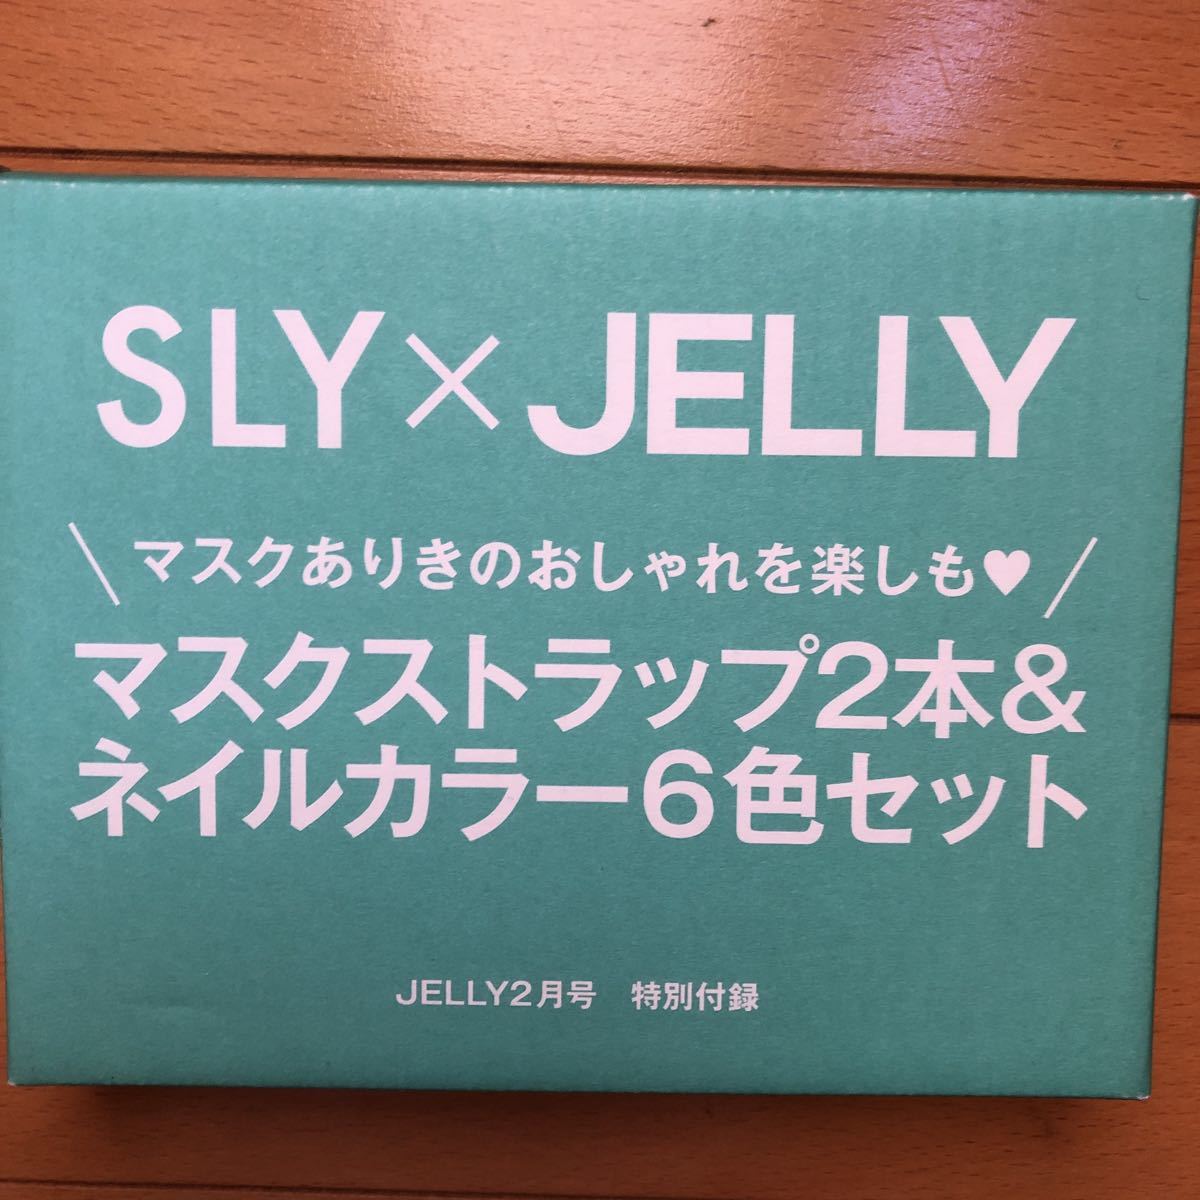 SLY×JELLY
\ マスクありきのおしゃれを楽しも♥ /
マスクストラップ2本&
ネイルカラー6色セット
JELLY2月号 特別付録